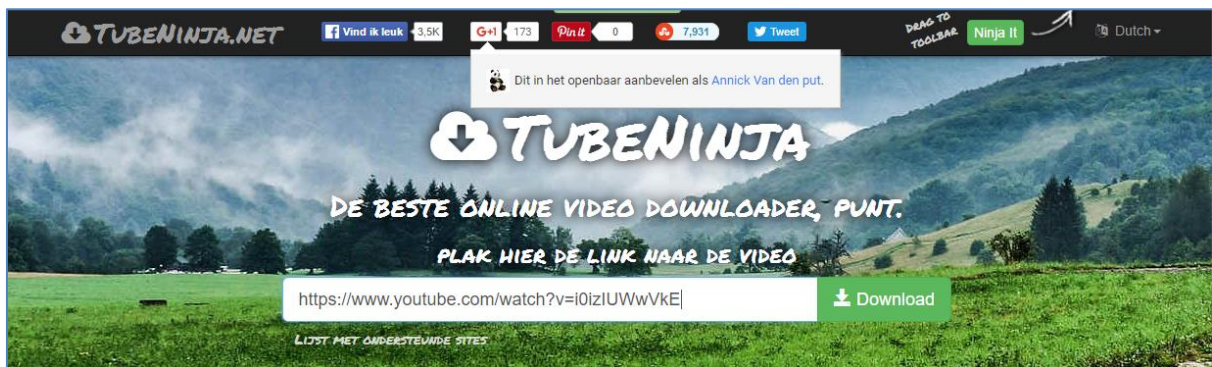 TubeNinja.net
Vind ik leuk 3,5K
G+1 173
Pin it 0
7,931
Tweet
DRAG TO TOOLBAR
Ninja It
Dutch
Dit in het openbaar aanbevelen als Annick Van den put.
TubeNinja
De beste online video downloader, punt.
plak hier de link naar de video
https://www.youtube.com/watch?v=i0izIUWwVkE
Download
Lijst met ondersteunde sites